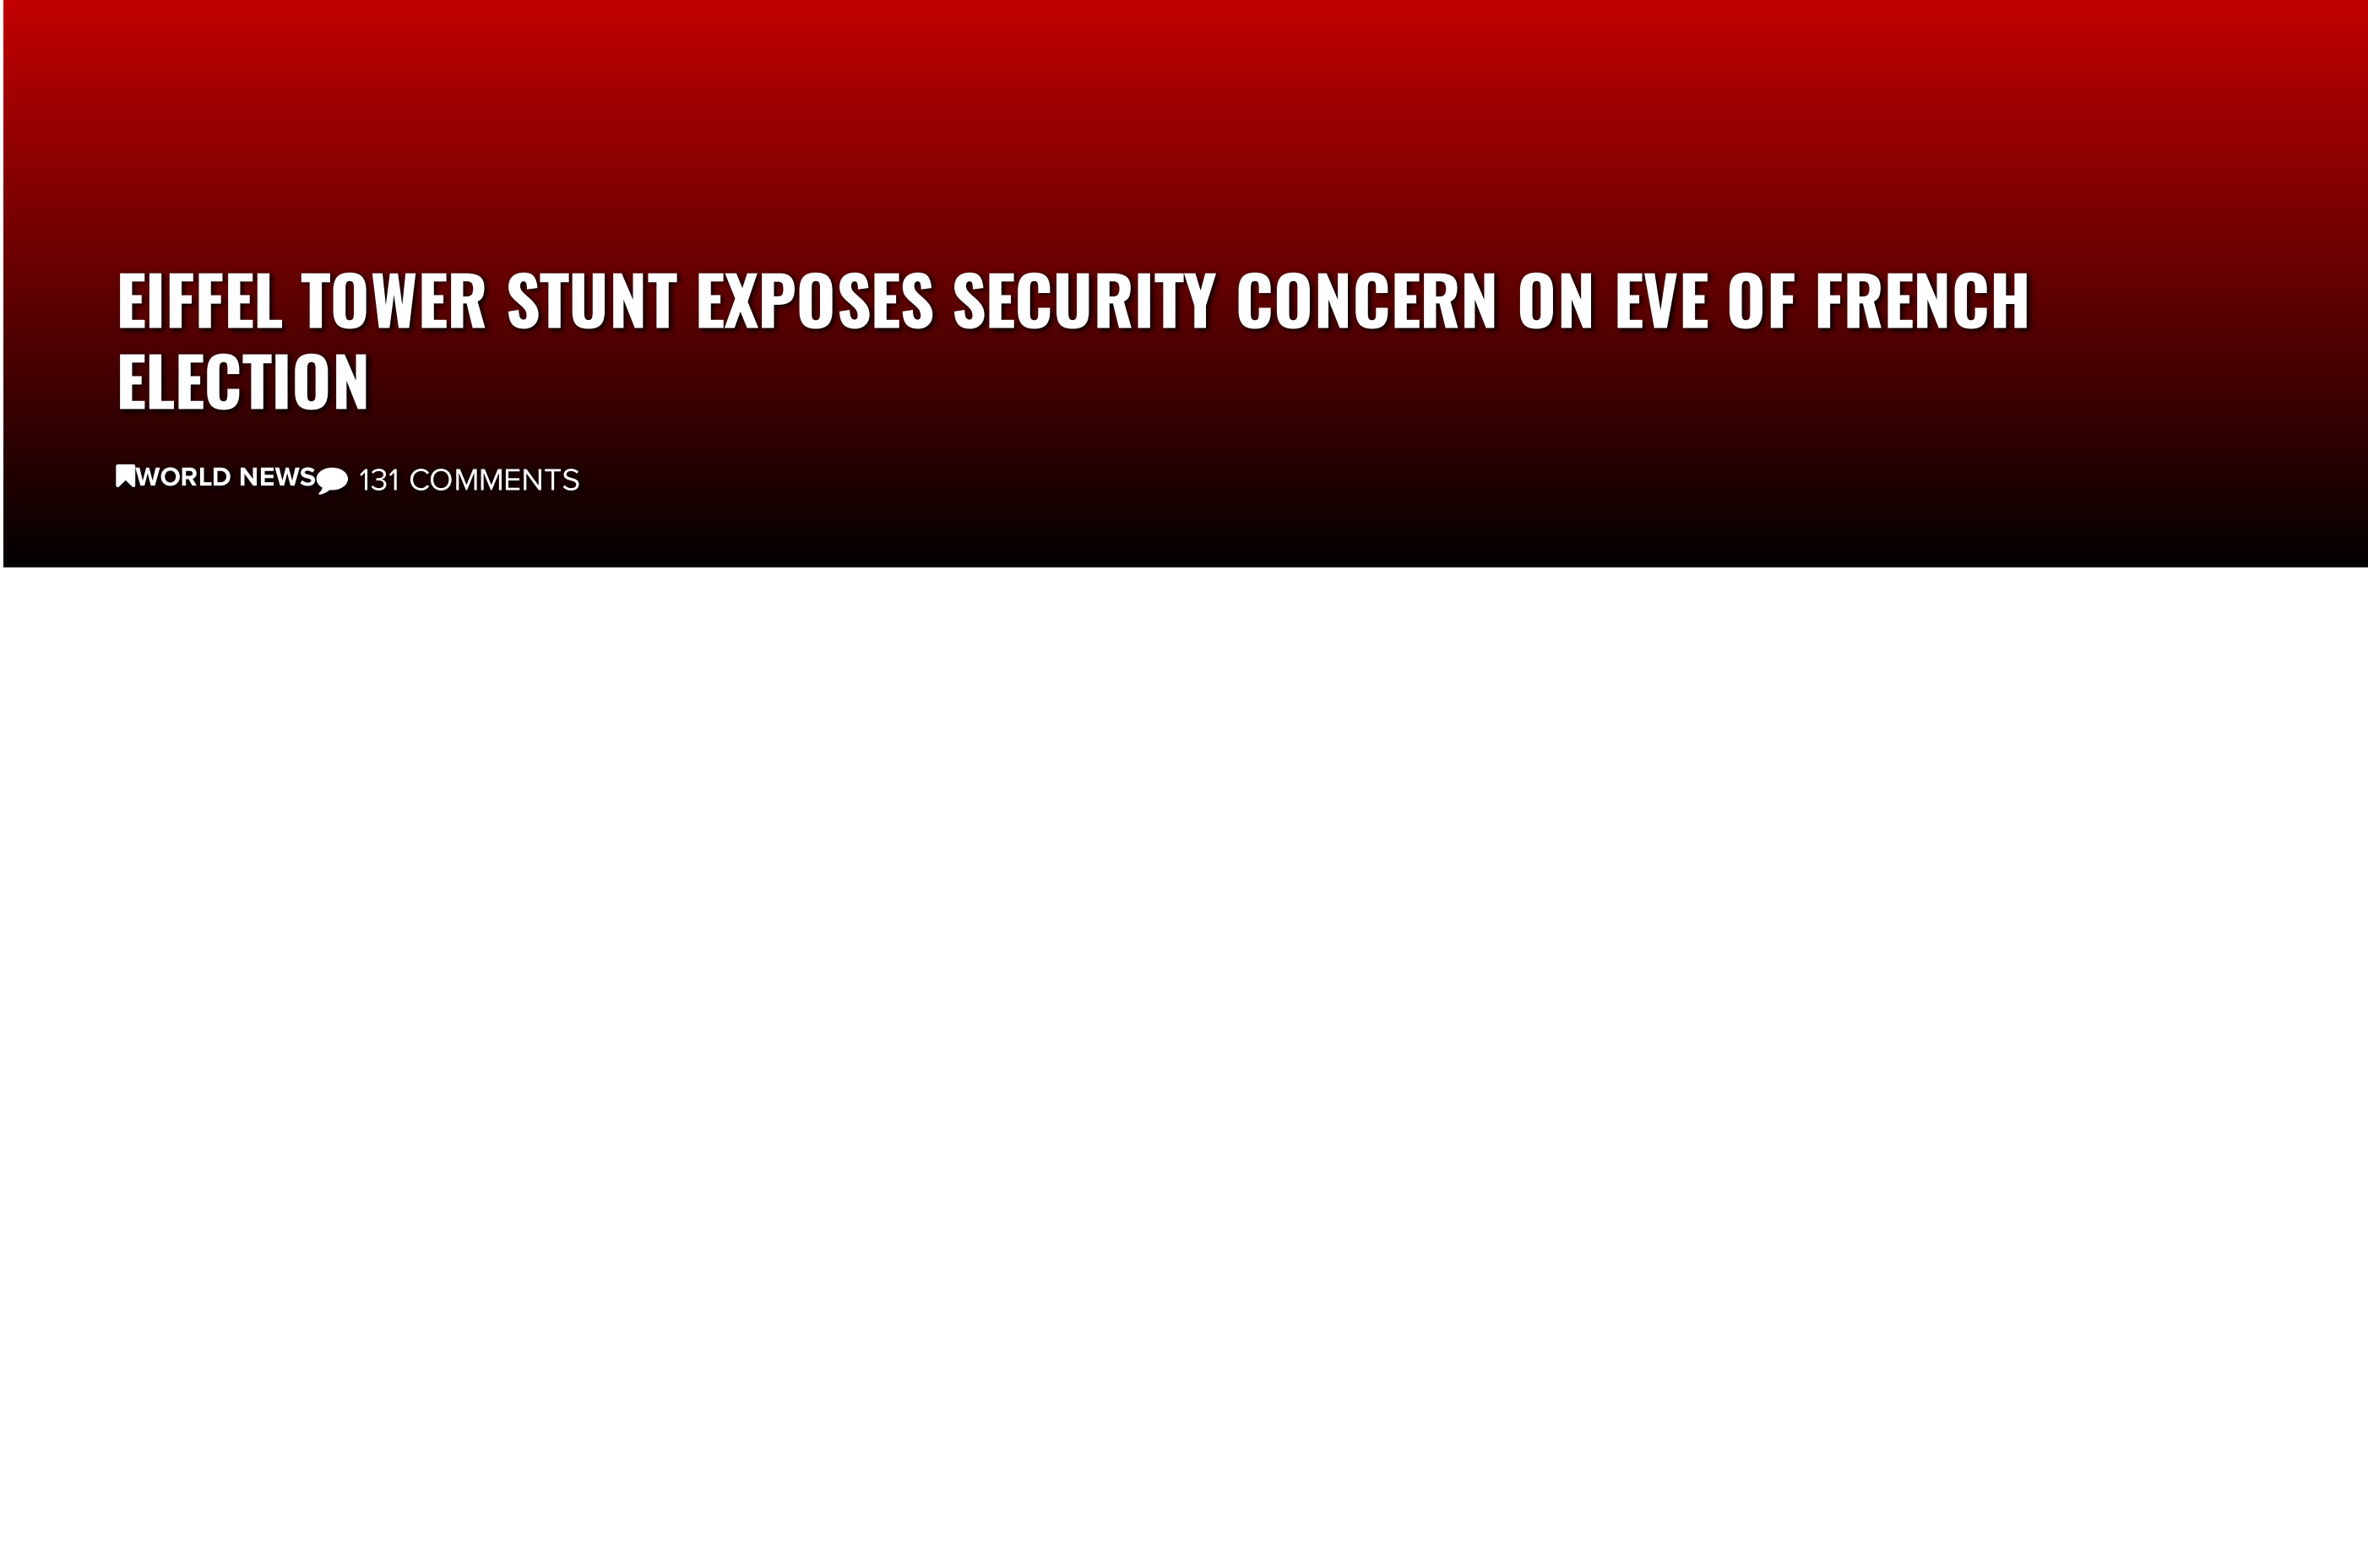 EIFFEL TOWER STUNT EXPOSES SECURITY CONCERN ON EVE OF FRENCH
ELECTION
WORLD NEWS 131 COMMENTS